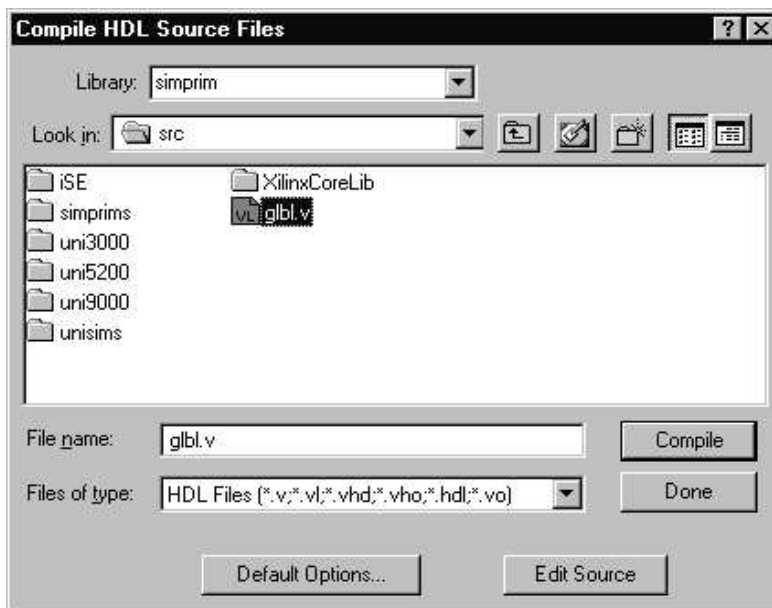 Compile HDL Source Files
Library: simprim
Look in: src
iSE XilinxCoreLib
simprims VL glbl.v
uni3000
uni5200
uni9000
unisims
File name: glbl.v Compile
Files of type: HDL Files (*.v;*.vl;*.vhd;*.vho;*.hdl;*.vo) Done
Default Options... Edit Source